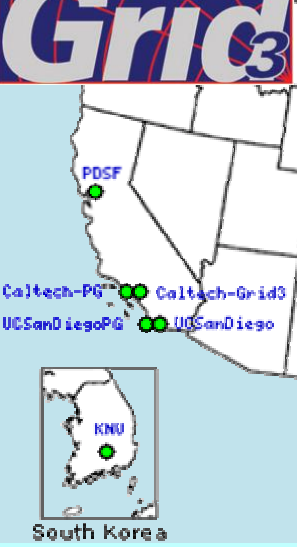 Grid3
PDSF
Caltech-PG Caltech-Grid3
UCSanDiegoPG UCSanDiego
KNU
South Korea